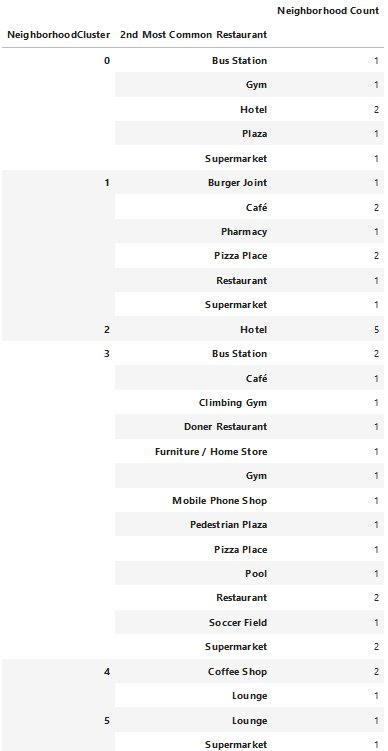 Neighborhood Count
NeighborhoodCluster 2nd Most Common Restaurant
0 Bus Station 1
Gym 1
Hotel 2
Plaza 1
Supermarket 1
1 Burger Joint 1
Café 2
Pharmacy 1
Pizza Place 2
Restaurant 1
Supermarket 1
2 Hotel 5
3 Bus Station 2
Café 1
Climbing Gym 1
Doner Restaurant 1
Furniture / Home Store 1
Gym 1
Mobile Phone Shop 1
Pedestrian Plaza 1
Pizza Place 1
Pool 1
Restaurant 2
Soccer Field 1
Supermarket 2
4 Coffee Shop 2
Lounge 1
5 Lounge 1
Supermarket 1